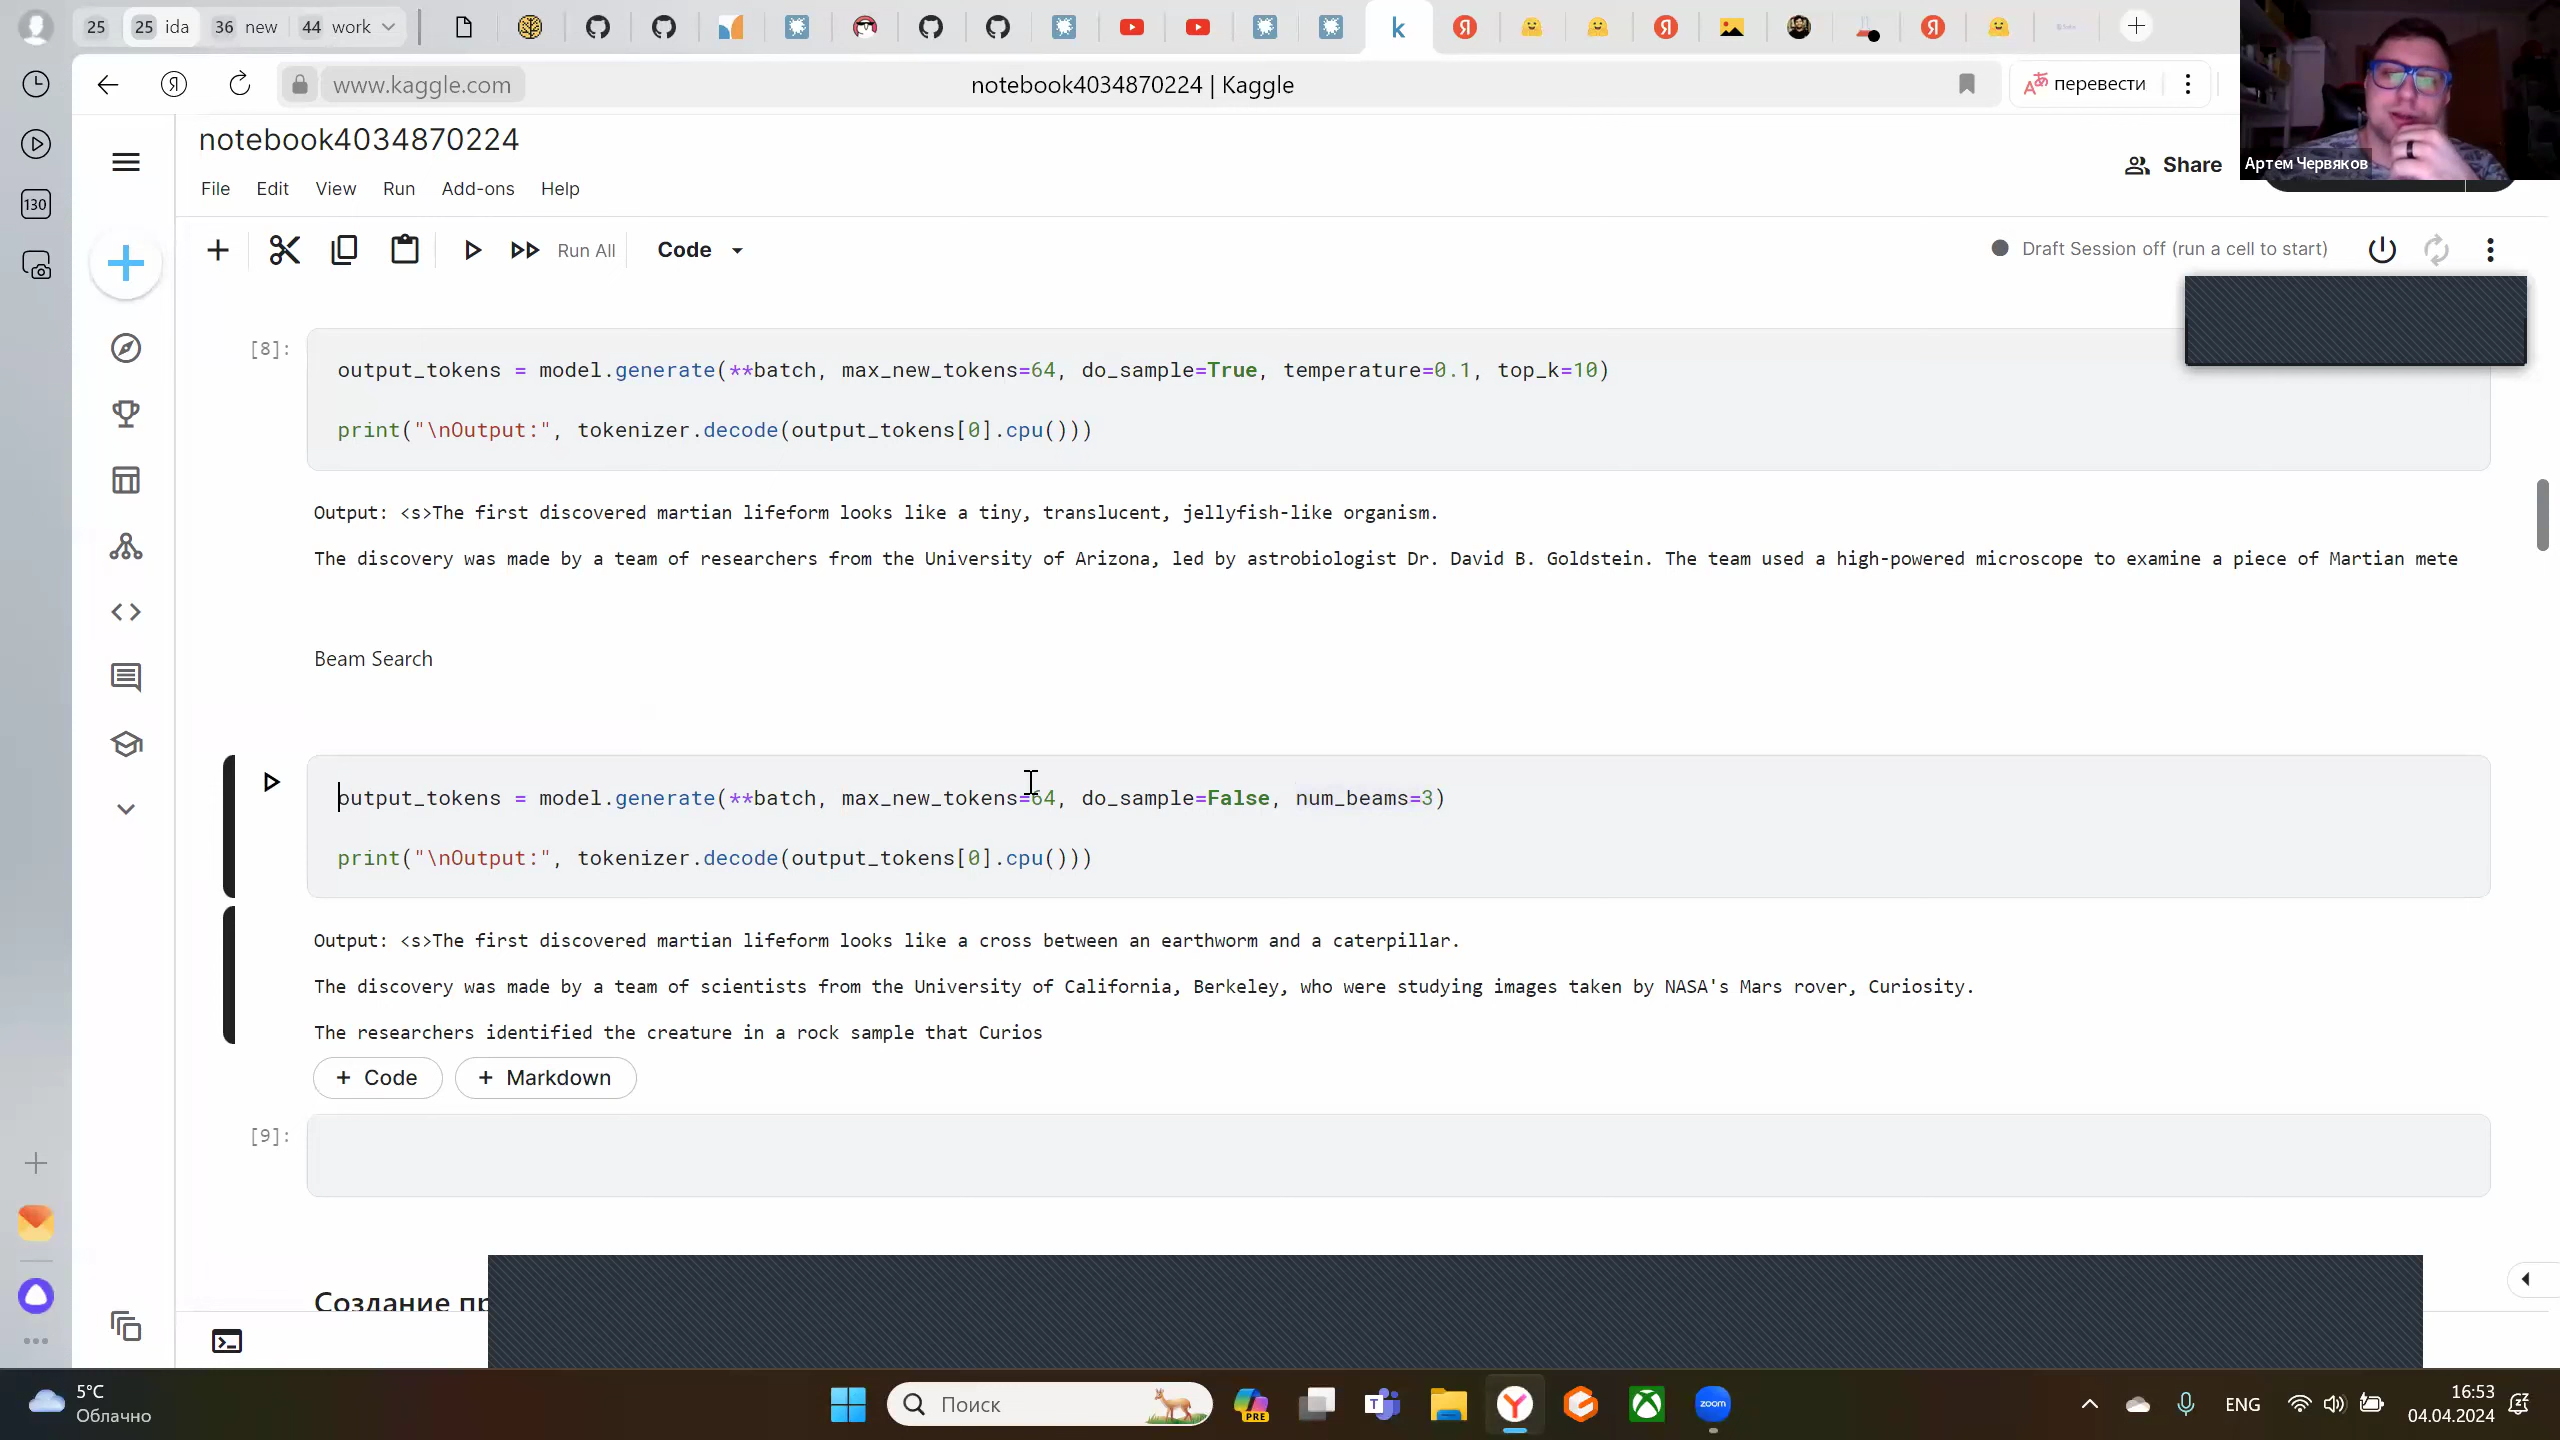 25
25 ida
36 new
44 work
www.kaggle.com
notebook4034870224 | Kaggle
перевести
Артем Червяков
130
notebook4034870224
Share
File Edit View Run Add-ons Help
Run All
Code
Draft Session off (run a cell to start)
[8]:
output_tokens = model.generate(**batch, max_new_tokens=64, do_sample=True, temperature=0.1, top_k=10)
print("\nOutput:", tokenizer.decode(output_tokens[0].cpu()))
Output: <s>The first discovered martian lifeform looks like a tiny, translucent, jellyfish-like organism.
The discovery was made by a team of researchers from the University of Arizona, led by astrobiologist Dr. David B. Goldstein. The team used a high-powered microscope to examine a piece of Martian mete
Beam Search
output_tokens = model.generate(**batch, max_new_tokens=64, do_sample=False, num_beams=3)
print("\nOutput:", tokenizer.decode(output_tokens[0].cpu()))
Output: <s>The first discovered martian lifeform looks like a cross between an earthworm and a caterpillar.
The discovery was made by a team of scientists from the University of California, Berkeley, who were studying images taken by NASA's Mars rover, Curiosity.
The researchers identified the creature in a rock sample that Curios
+ Code
+ Markdown
[9]:
Создание пр
5°C
Облачно
Поиск
PRE
zoom
ENG
16:53
04.04.2024